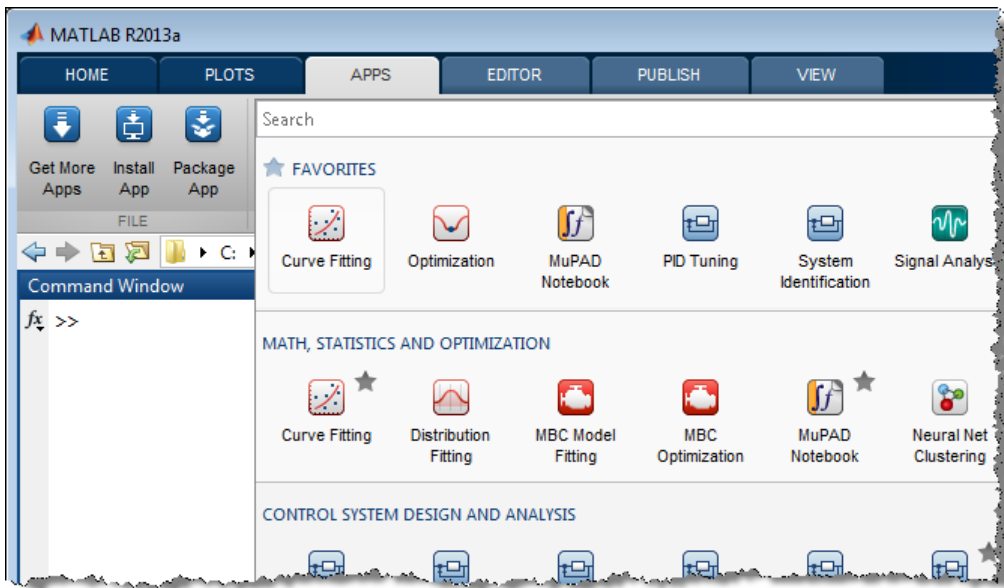 MATLAB R2013a
HOME PLOTS APPS EDITOR PUBLISH VIEW
Get More Apps
Install App
Package App
FILE
C:
Search
FAVORITES
Curve Fitting
Optimization
MuPAD Notebook
PID Tuning
System Identification
Signal Analys
Command Window
fx >>
MATH, STATISTICS AND OPTIMIZATION
Curve Fitting
Distribution Fitting
MBC Model Fitting
MBC Optimization
MuPAD Notebook
Neural Net Clustering
CONTROL SYSTEM DESIGN AND ANALYSIS